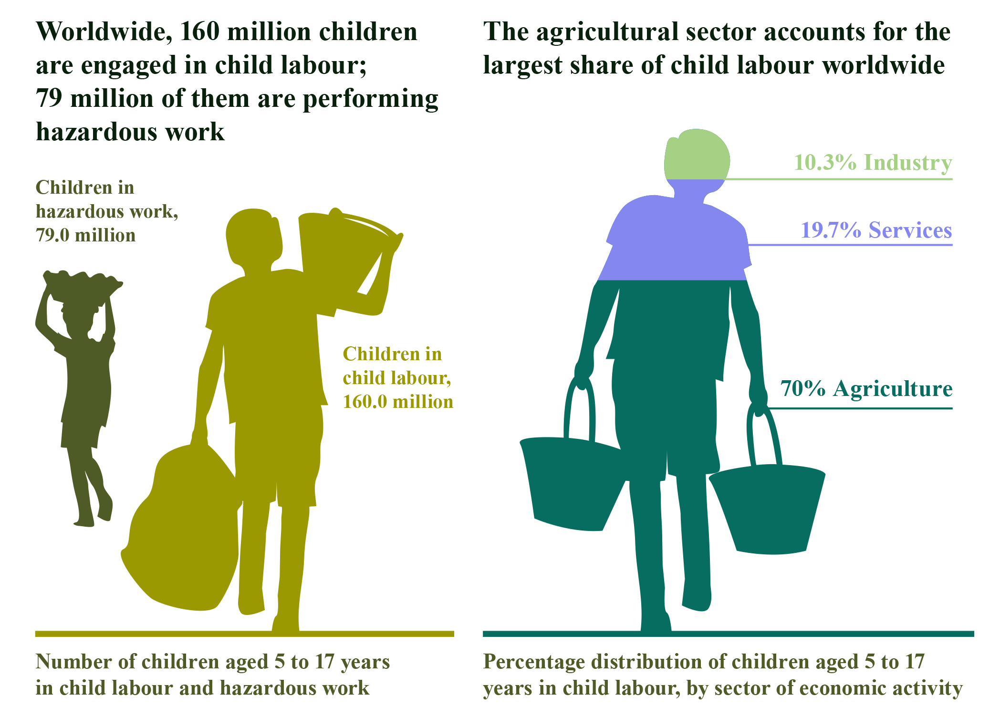 Worldwide, 160 million children
are engaged in child labour;
79 million of them are performing
hazardous work
Children in
hazardous work,
79.0 million
Children in
child labour,
160.0 million
Number of children aged 5 to 17 years
in child labour and hazardous work
The agricultural sector accounts for the
largest share of child labour worldwide
10.3% Industry
19.7% Services
70% Agriculture
Percentage distribution of children aged 5 to 17
years in child labour, by sector of economic activity